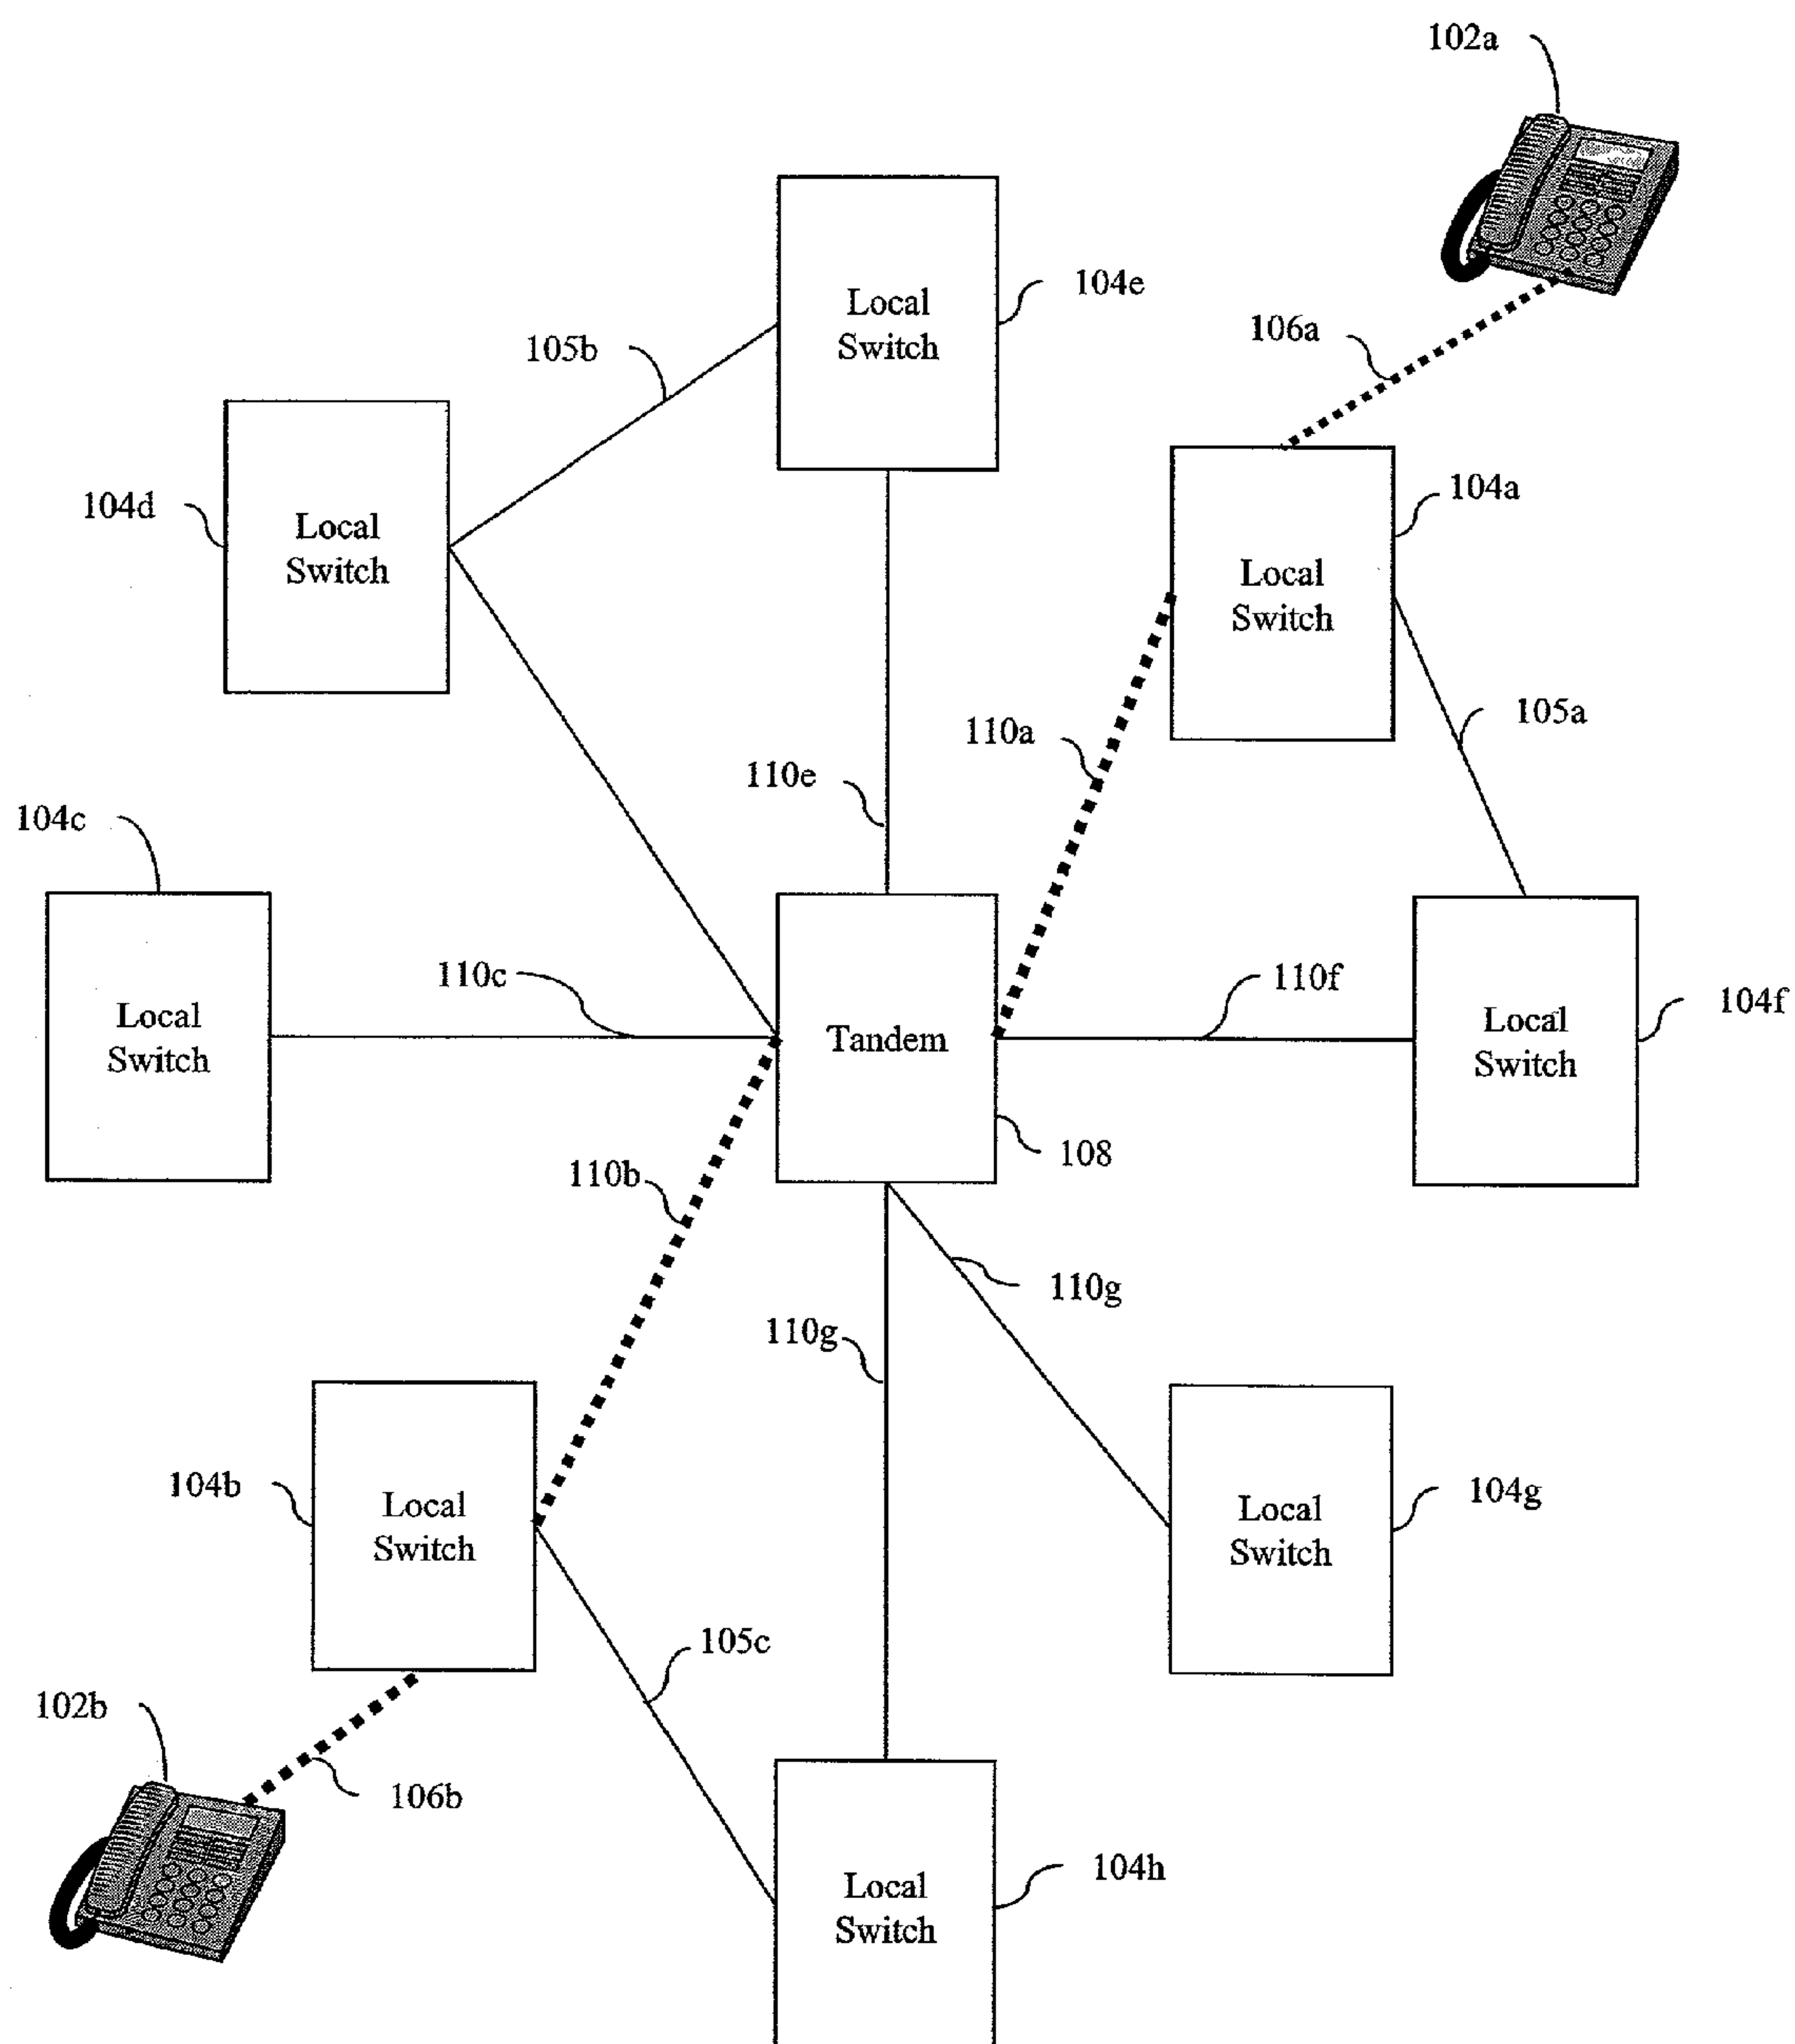 102a
104e
Local
Switch
106a
105b
104a
104d
Local
Switch
Local
Switch
105a
110a
110e
104c
110c
110f
104f
Local
Switch
Tandem
Local
Switch
108
110b
110g
110g
104b
Local
Switch
104g
Local
Switch
105c
102b
106b
104h
Local
Switch